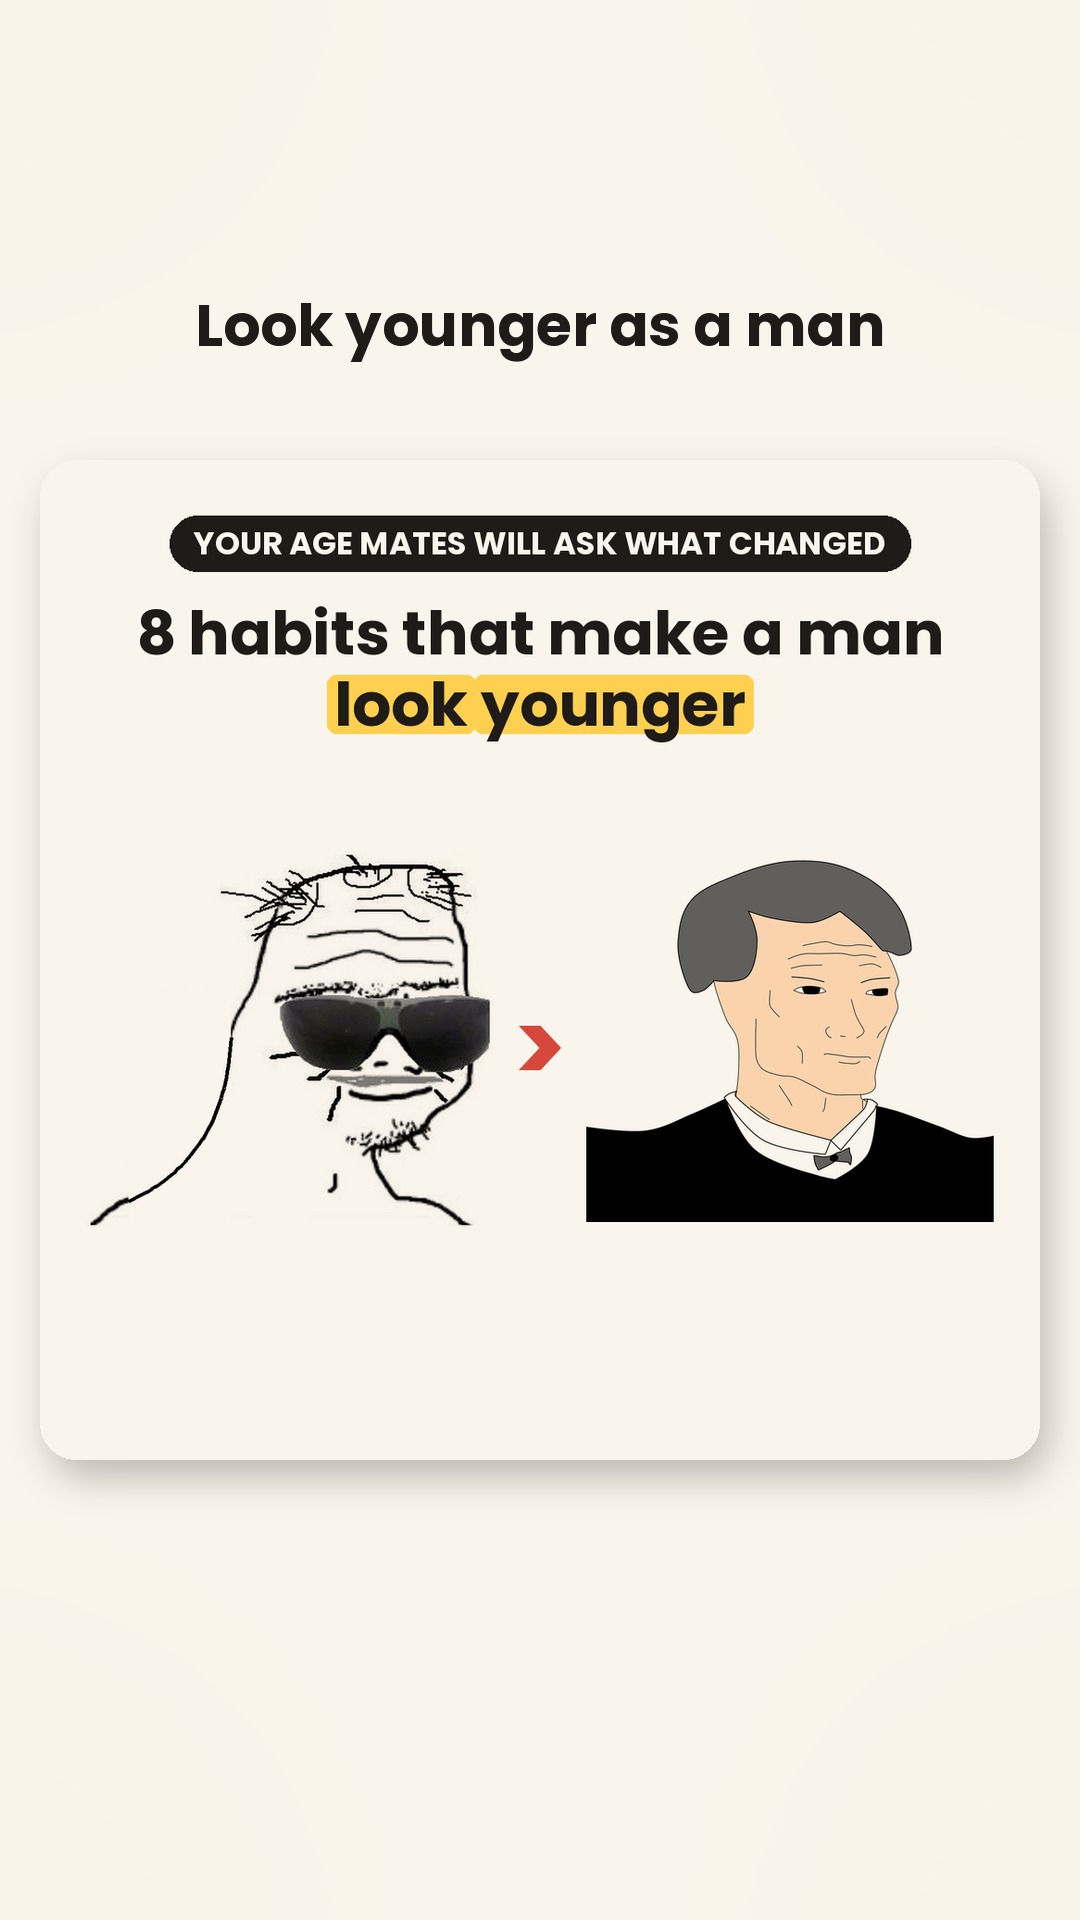 Look younger as a man
YOUR AGE MATES WILL ASK WHAT CHANGED
8 habits that make a man
look younger